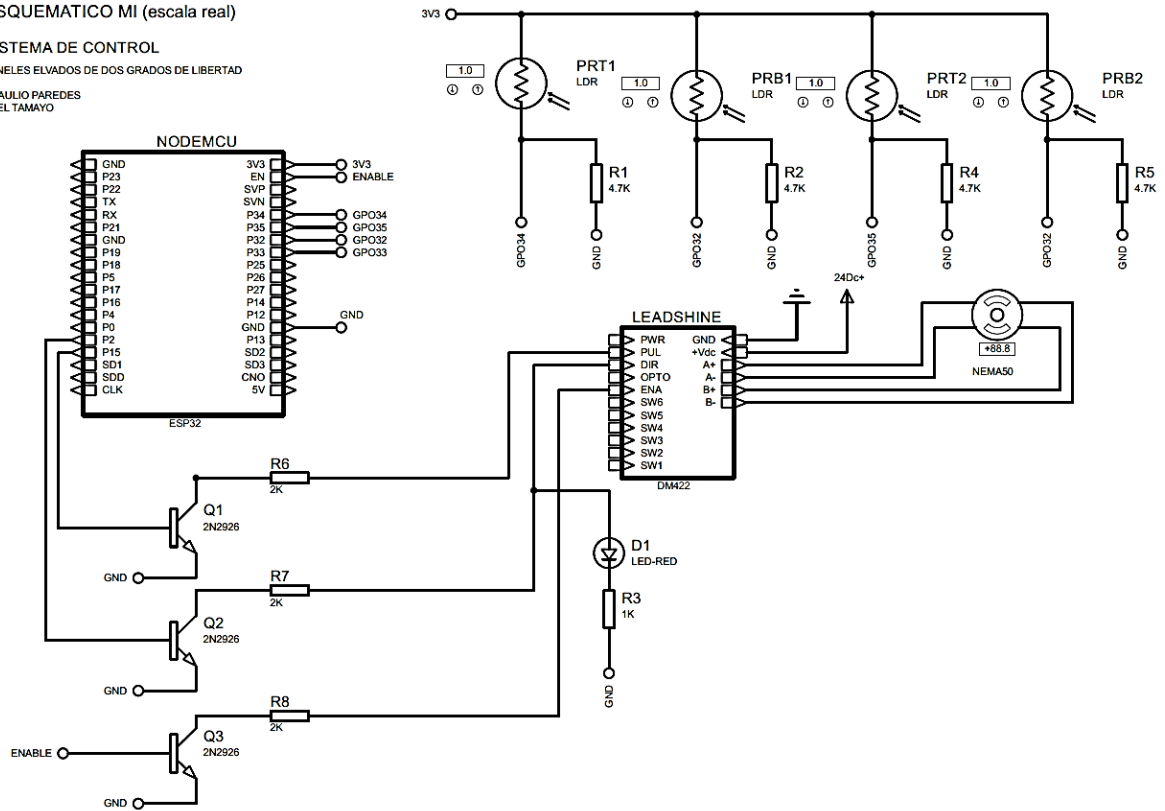 SQUEMATICO MI (escala real)
STEMA DE CONTROL
NELES ELVADOS DE DOS GRADOS DE LIBERTAD
AULIO PAREDES
EL TAMAYO
3V3
1.0
PRT1
LDR
1.0
PRB1
LDR
1.0
PRT2
LDR
1.0
PRB2
LDR
R1
4.7K
R2
4.7K
R4
4.7K
R5
4.7K
GPO34
GND
GPO32
GND
GPO35
GND
GPO32
GND
NODEMCU
GND
P23
P22
TX
RX
P21
GND
P19
P18
P5
P17
P16
P4
P0
P2
P15
SD1
SDD
CLK
3V3
EN
SVP
SVN
P34
P35
P32
P33
P25
P26
P27
P14
P12
GND
P13
SD2
SD3
CNO
5V
3V3
ENABLE
GPO34
GPO35
GPO32
GPO33
GND
ESP32
24Dc+
LEADSHINE
PWR
PUL
DIR
OPTO
ENA
SW6
SW5
SW4
SW3
SW2
SW1
GND
+Vdc
A+
A-
B+
B-
DM422
+88.8
NEMA50
R6
2K
Q1
2N2926
GND
R7
2K
Q2
2N2926
GND
R8
2K
Q3
2N2926
ENABLE
GND
D1
LED-RED
R3
1K
GND